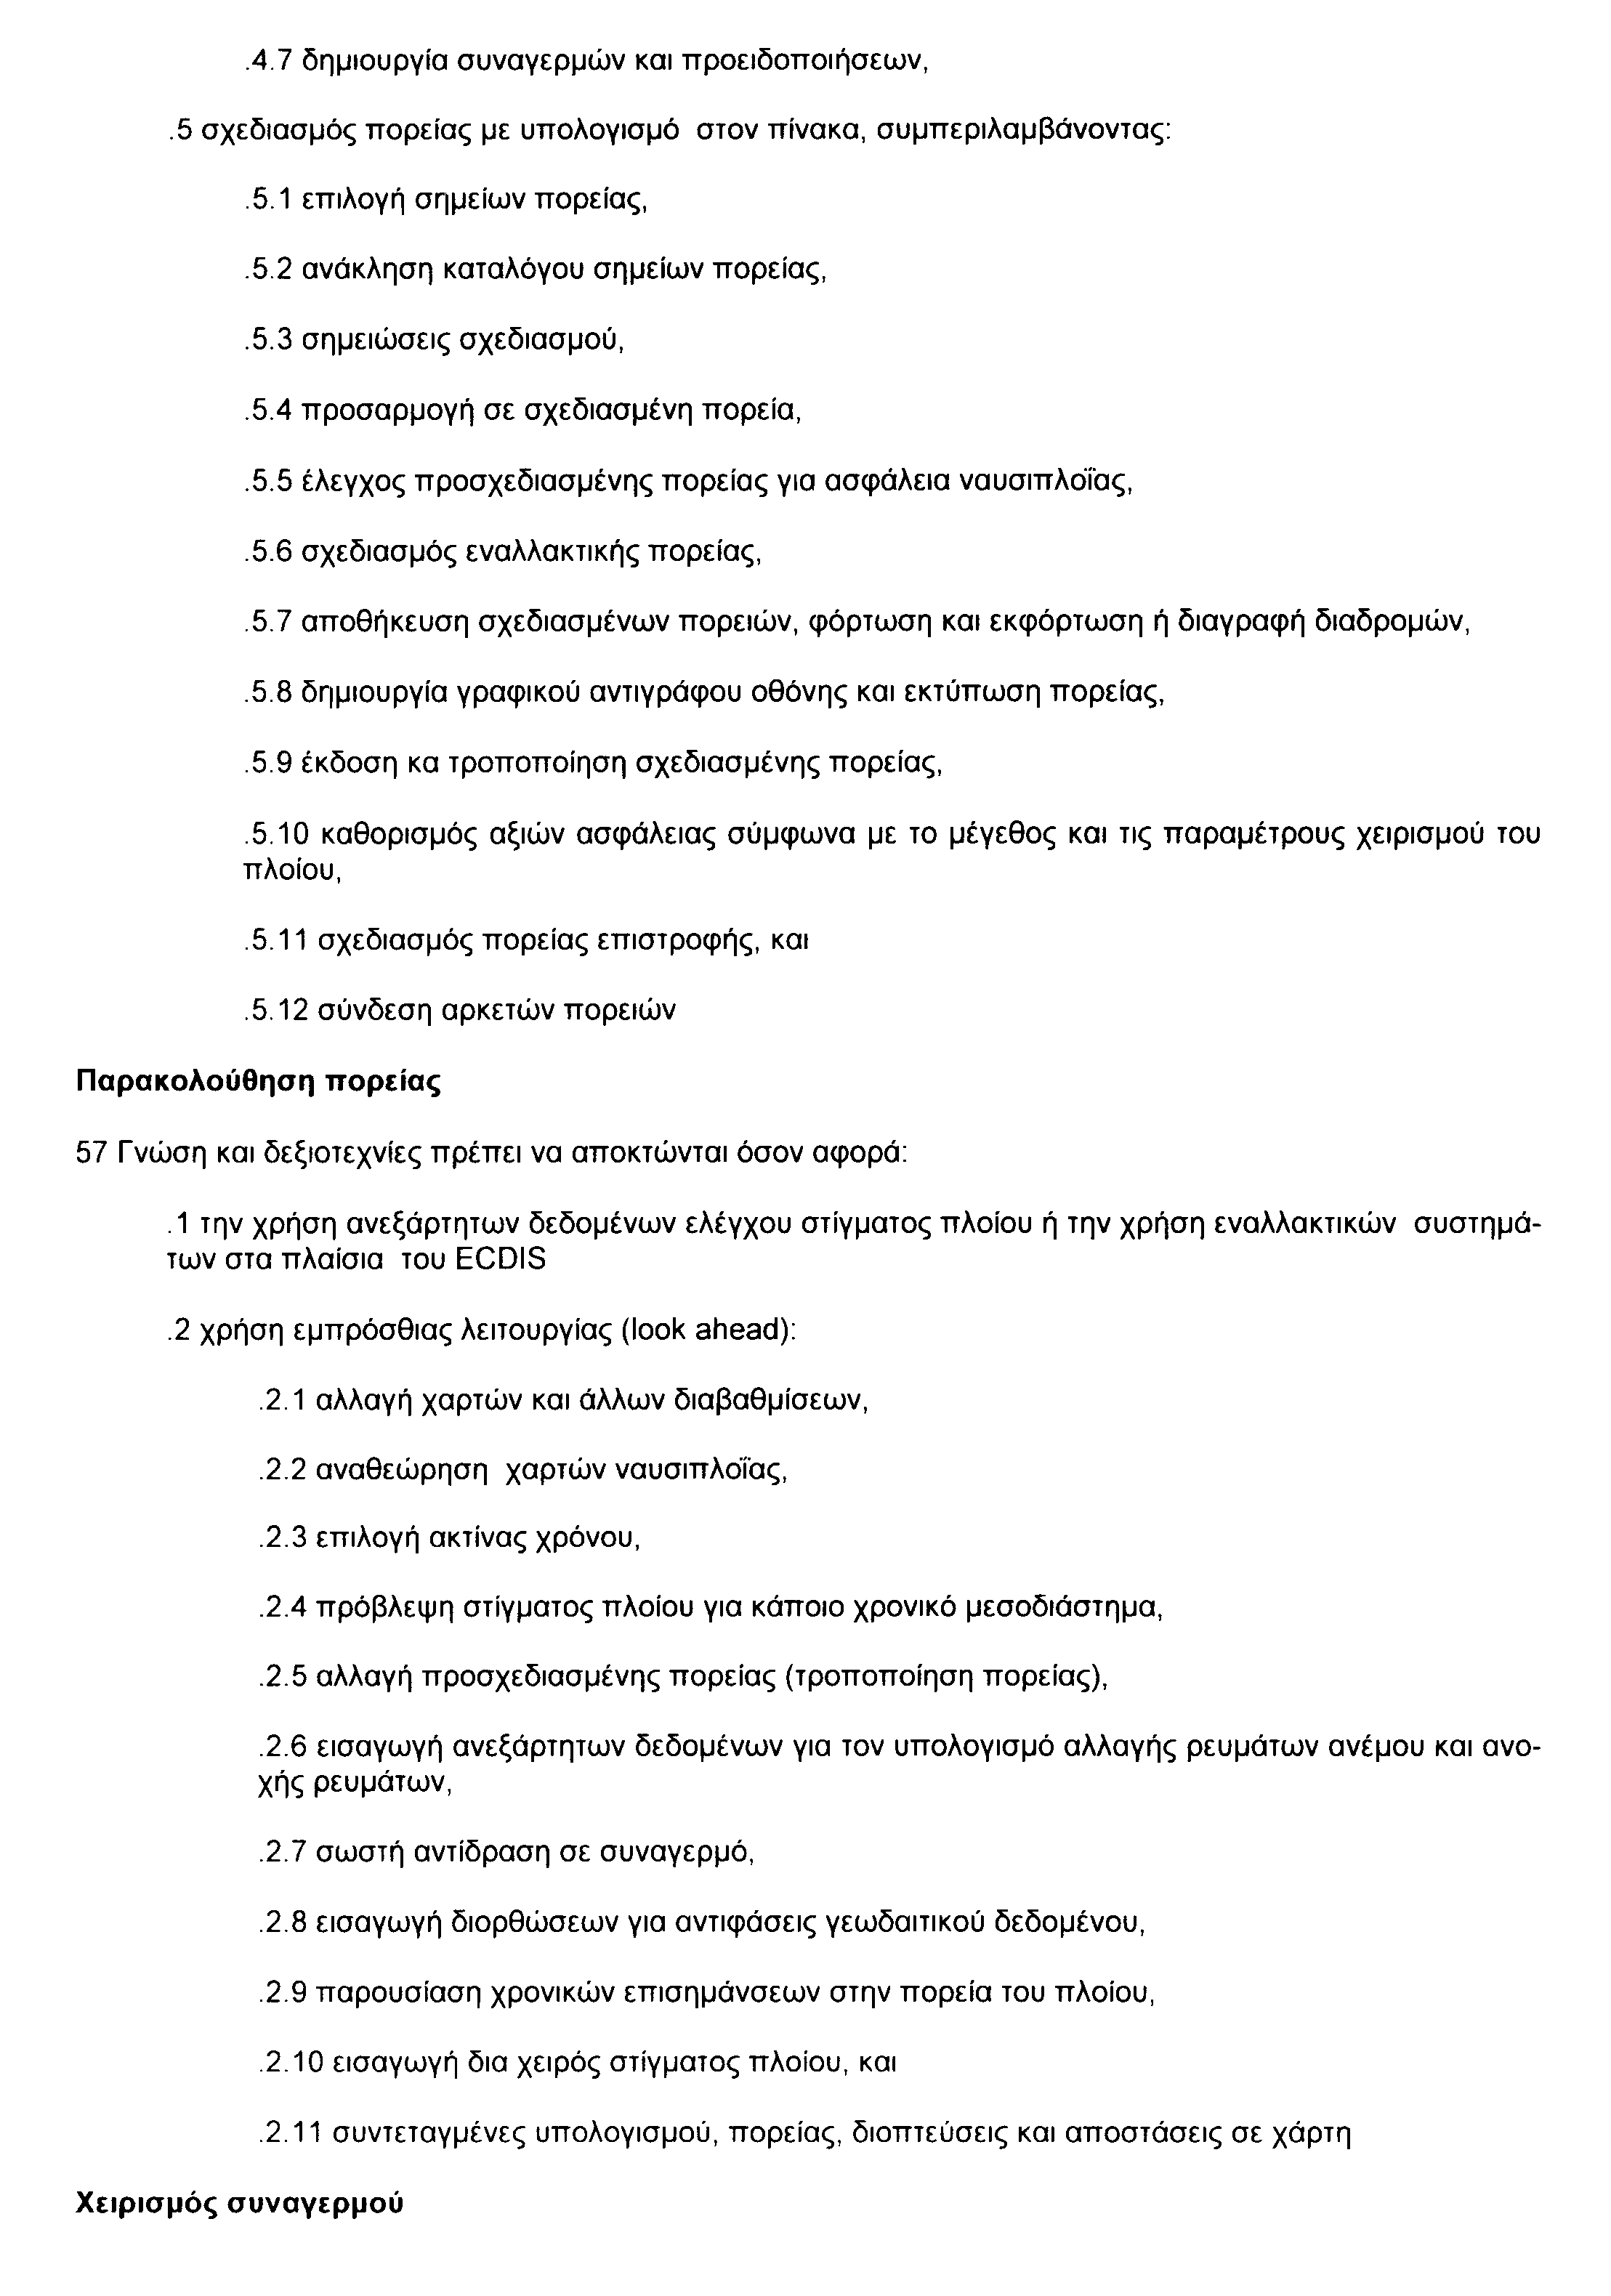 .4.7 δημιουργία συναγερμών και προειδοποιήσεων,
.5 σχεδιασμός πορείας με υπολογισμό στον πίνακα, συμπεριλαμβάνοντας:
.5.1 επιλογή σημείων πορείας,
.5.2 ανάκληση καταλόγου σημείων πορείας,
.5.3 σημειώσεις σχεδιασμού,
.5.4 προσαρμογή σε σχεδιασμένη πορεία,
.5.5 έλεγχος προσχεδιασμένης πορείας για ασφάλεια ναυσιπλοΐας,
.5.6 σχεδιασμός εναλλακτικής πορείας,
.5.7 αποθήκευση σχεδιασμένων πορειών, φόρτωση και εκφόρτωση ή διαγραφή διαδρομών,
.5.8 δημιουργία γραφικού αντιγράφου οθόνης και εκτύπωση πορείας,
.5.9 έκδοση κα τροποποίηση σχεδιασμένης πορείας,
.5.10 καθορισμός αξιών ασφάλειας σύμφωνα με το μέγεθος και τις παραμέτρους χειρισμού του
πλοίου,
.5.11 σχεδιασμός πορείας επιστροφής, και
.5.12 σύνδεση αρκετών πορειών
Παρακολούθηση πορείας
57 Γνώση και δεξιοτεχνίες πρέπει να αποκτώνται όσον αφορά:
.1 την χρήση ανεξάρτητων δεδομένων ελέγχου στίγματος πλοίου ή την χρήση εναλλακτικών συστημά-
των στα πλαίσια του ECDIS
.2 χρήση εμπρόσθιας λειτουργίας (look ahead):
.2.1 αλλαγή χαρτών και άλλων διαβαθμίσεων,
.2.2 αναθεώρηση χαρτών ναυσιπλοΐας,
.2.3 επιλογή ακτίνας χρόνου,
.2.4 πρόβλεψη στίγματος πλοίου για κάποιο χρονικό μεσοδιάστημα,
.2.5 αλλαγή προσχεδιασμένης πορείας (τροποποίηση πορείας),
.2.6 εισαγωγή ανεξάρτητων δεδομένων για τον υπολογισμό αλλαγής ρευμάτων ανέμου και ανο-
χής ρευμάτων,
.2.7 σωστή αντίδραση σε συναγερμό,
.2.8 εισαγωγή διορθώσεων για αντιφάσεις γεωδαιτικού δεδομένου,
.2.9 παρουσίαση χρονικών επισημάνσεων στην πορεία του πλοίου,
.2.10 εισαγωγή δια χειρός στίγματος πλοίου, και
.2.11 συντεταγμένες υπολογισμού, πορείας, διοπτεύσεις και αποστάσεις σε χάρτη
Χειρισμός συναγερμού